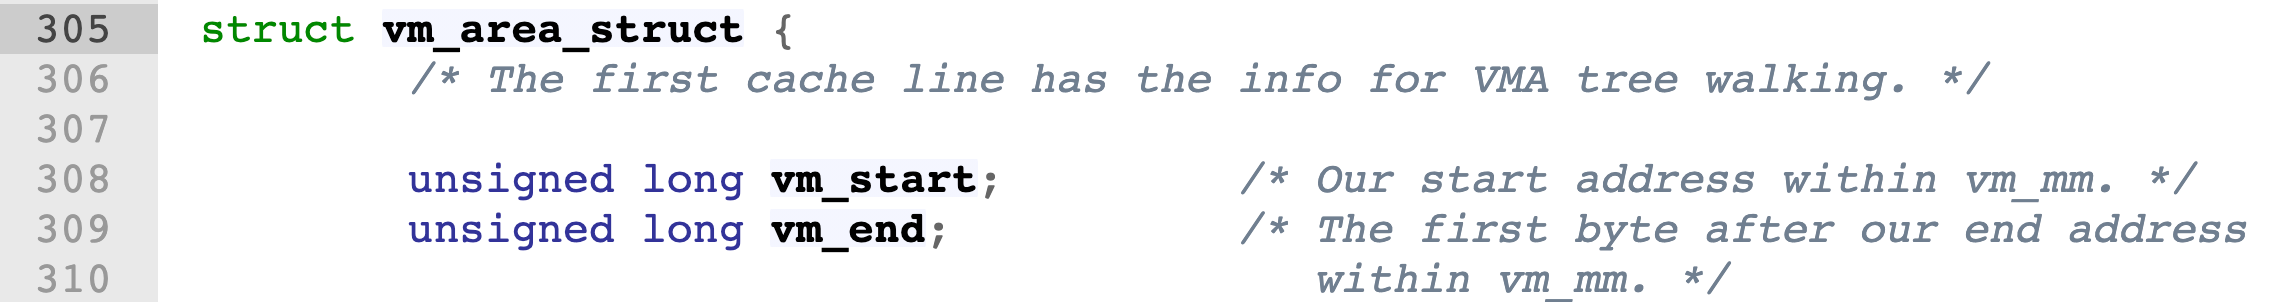 305 struct vm_area_struct {
306 /* The first cache line has the info for VMA tree walking. */
307
308 unsigned long vm_start; /* Our start address within vm_mm. */
309 unsigned long vm_end; /* The first byte after our end address
310 within vm_mm. */